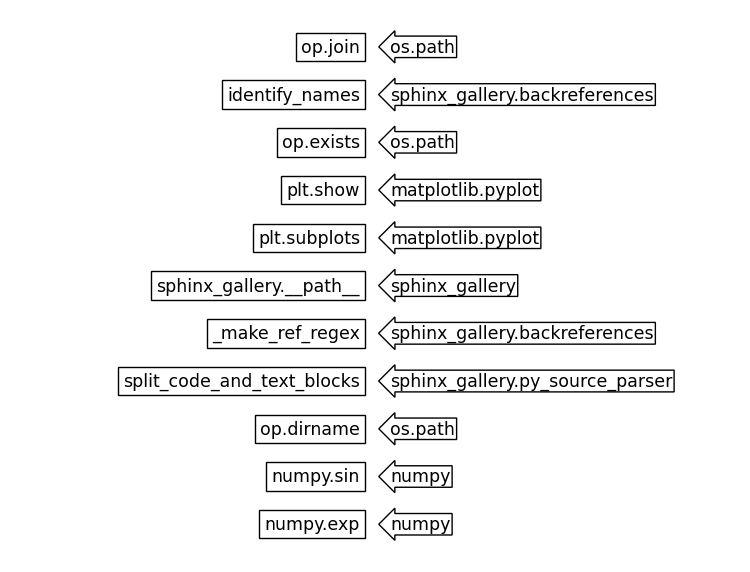 op.join os.path
identify_names sphinx_gallery.backreferences
op.exists os.path
plt.show matplotlib.pyplot
plt.subplots matplotlib.pyplot
sphinx_gallery.__path__ sphinx_gallery
_make_ref_regex sphinx_gallery.backreferences
split_code_and_text_blocks sphinx_gallery.py_source_parser
op.dirname os.path
numpy.sin numpy
numpy.exp numpy